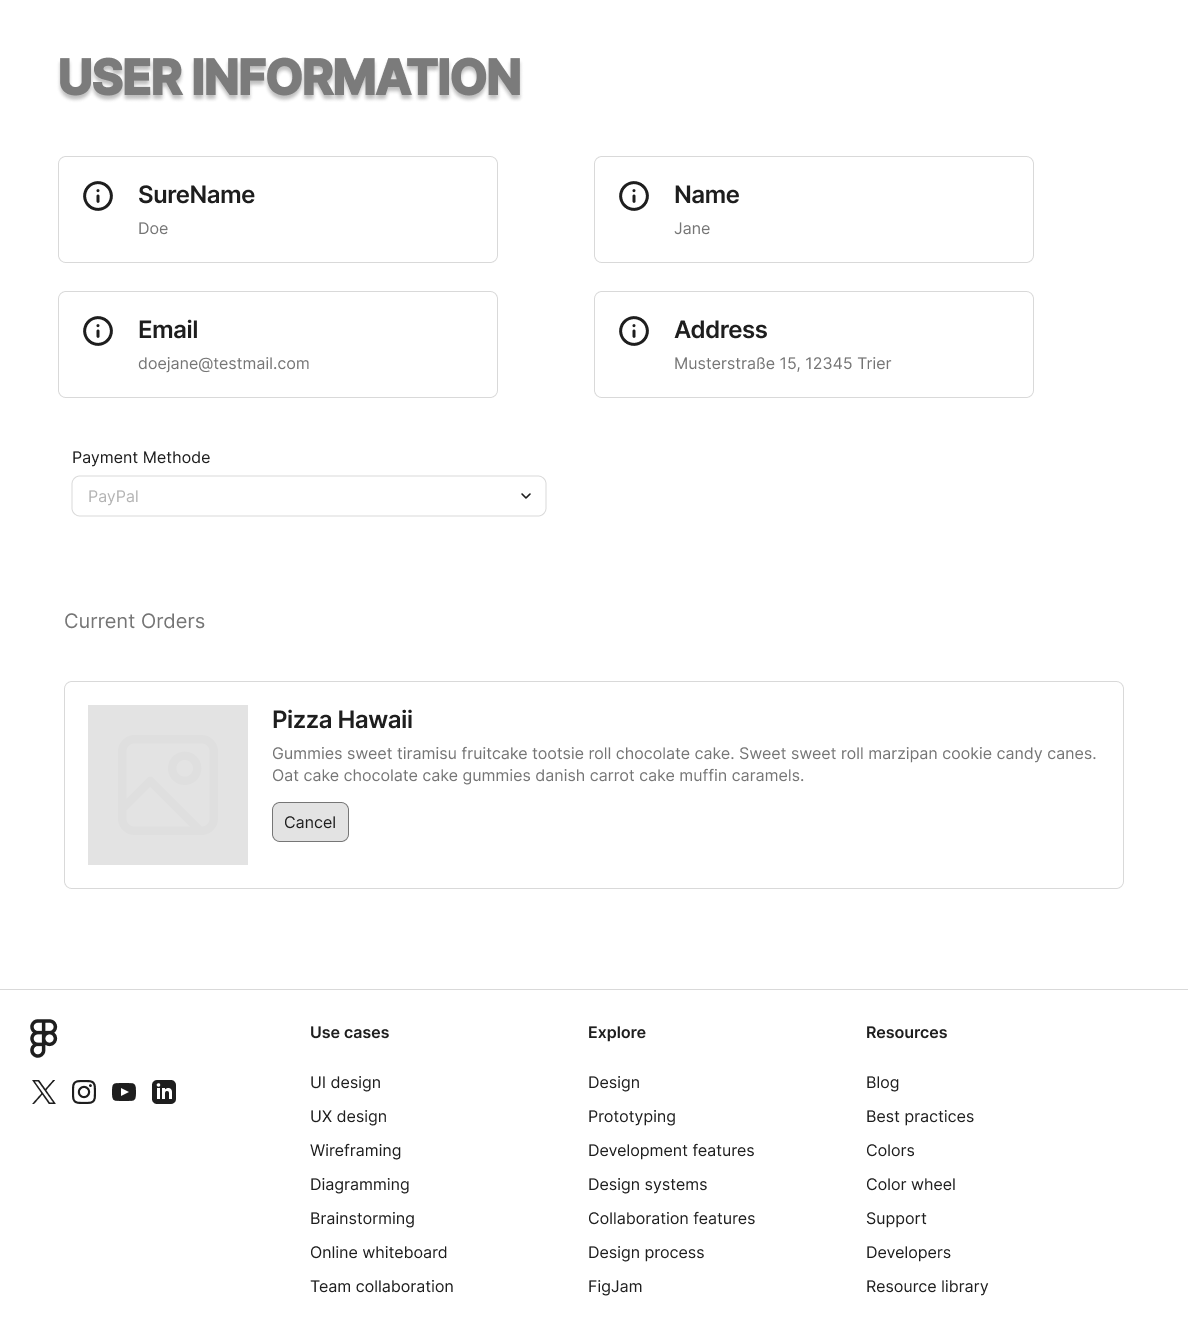 USER INFORMATION
SureName
Doe
Name
Jane
Email
doejane@testmail.com
Address
Musterstraße 15, 12345 Trier
Payment Methode
PayPal
Current Orders
Pizza Hawaii
Gummies sweet tiramisu fruitcake tootsie roll chocolate cake. Sweet sweet roll marzipan cookie candy canes.
Oat cake chocolate cake gummies danish carrot cake muffin caramels.
Cancel
Use cases
UI design
UX design
Wireframing
Diagramming
Brainstorming
Online whiteboard
Team collaboration
Explore
Design
Prototyping
Development features
Design systems
Collaboration features
Design process
FigJam
Resources
Blog
Best practices
Colors
Color wheel
Support
Developers
Resource library